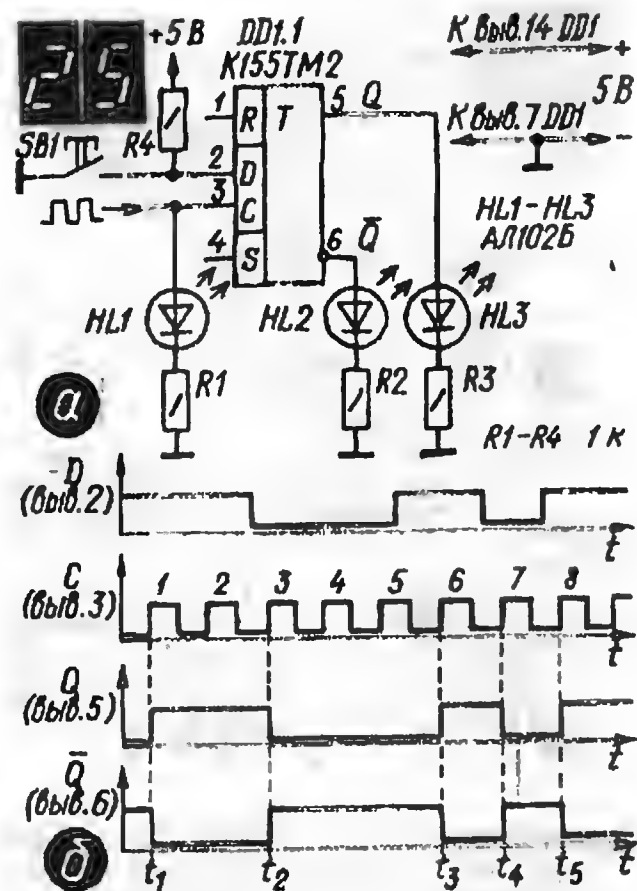 25
+5 В
DD1.1
К155ТМ2
К выв.14 DD1
+
5 В
К выв.7 DD1
−
SB1
R4
1
R
T
5
Q
2
D
3
C
4
S
6
Q̅
HL1-HL3
АЛ102Б
HL1
HL2
HL3
R1
R2
R3
а
R1-R4 1 к
D
(выв.2)
t
C
(выв.3)
1 2 3 4 5 6 7 8
t
Q
(выв.5)
t
Q̅
(выв.6)
t
б
t1 t2 t3 t4 t5